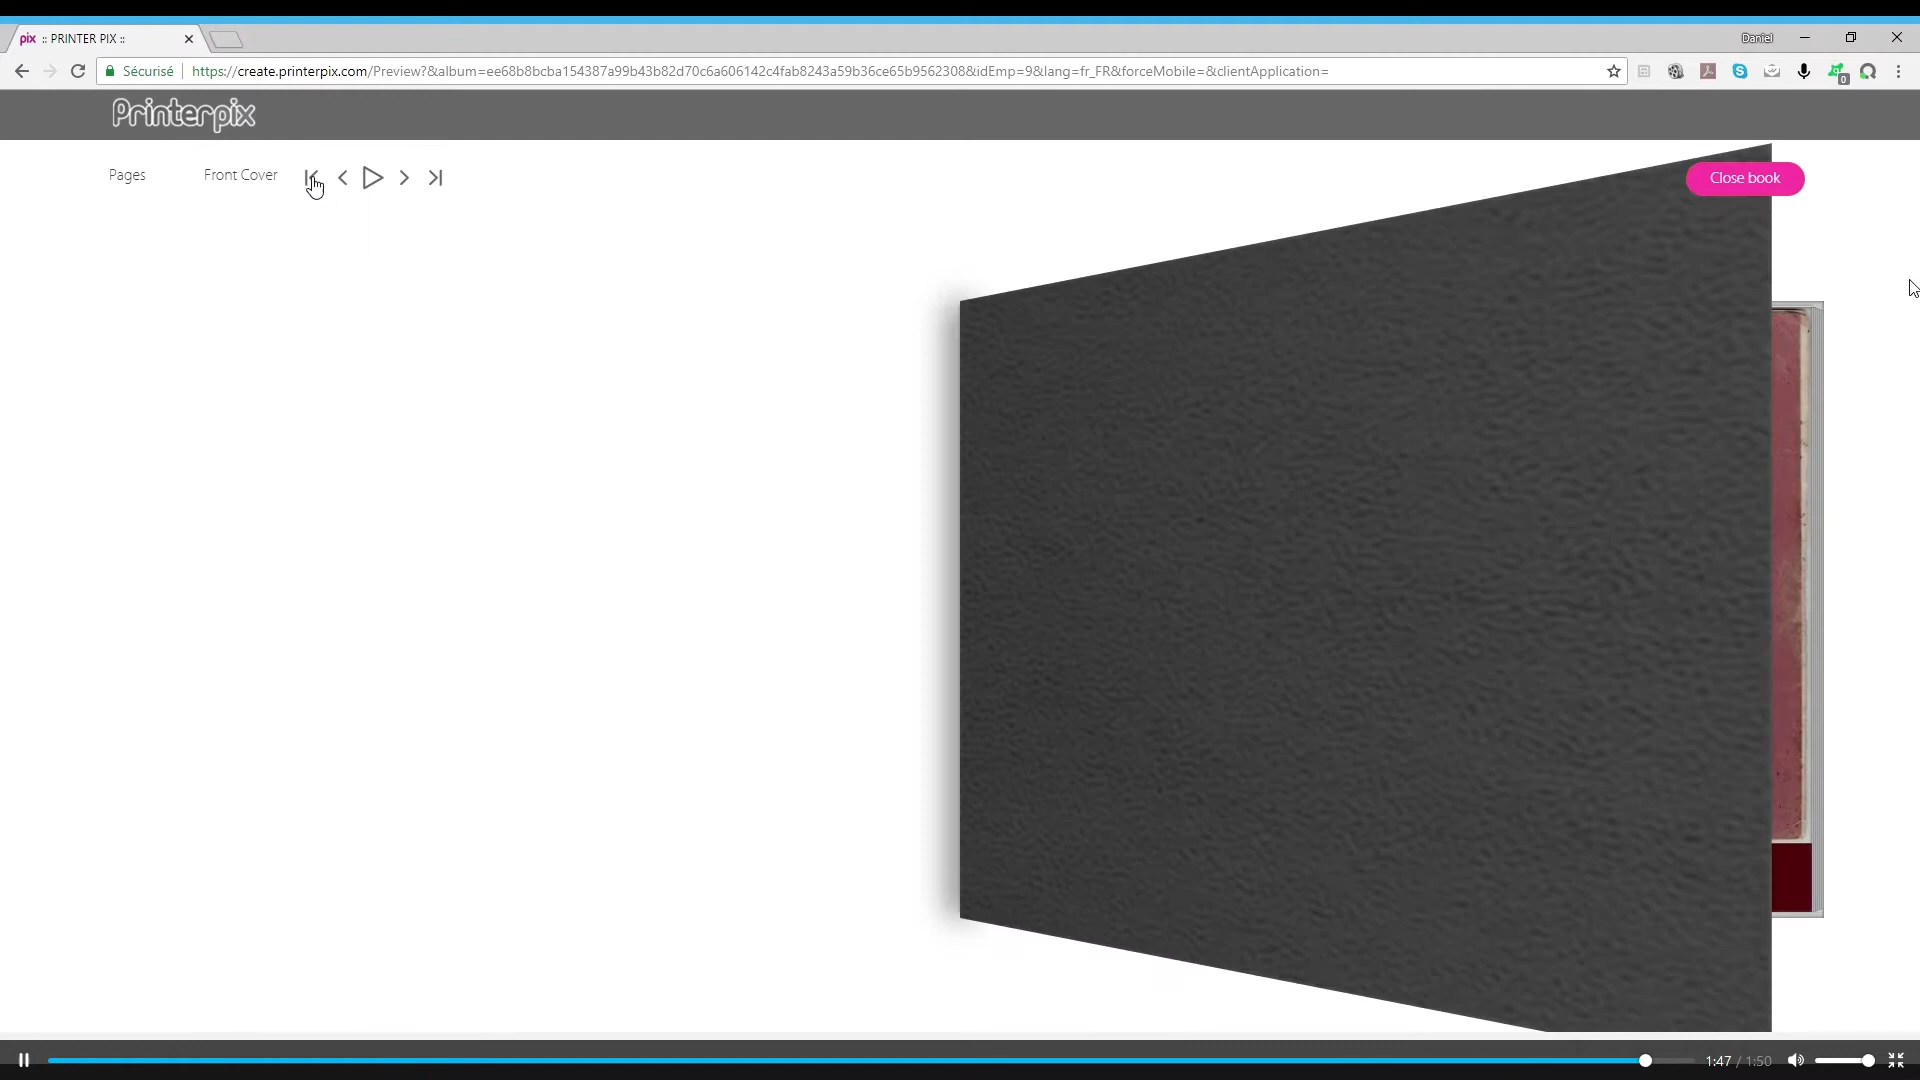 pix :: PRINTER PIX ::
Daniel
Sécurisé https://create.printerpix.com/Preview?&album=ee68b8bcba154387a99b43b82d70c6a606142c4fab8243a59b36ce65b9562308&idEmp=9&lang=fr_FR&forceMobile=&clientApplication=
0
Printerpix
Pages Front Cover
Close book
1:47 / 1:50